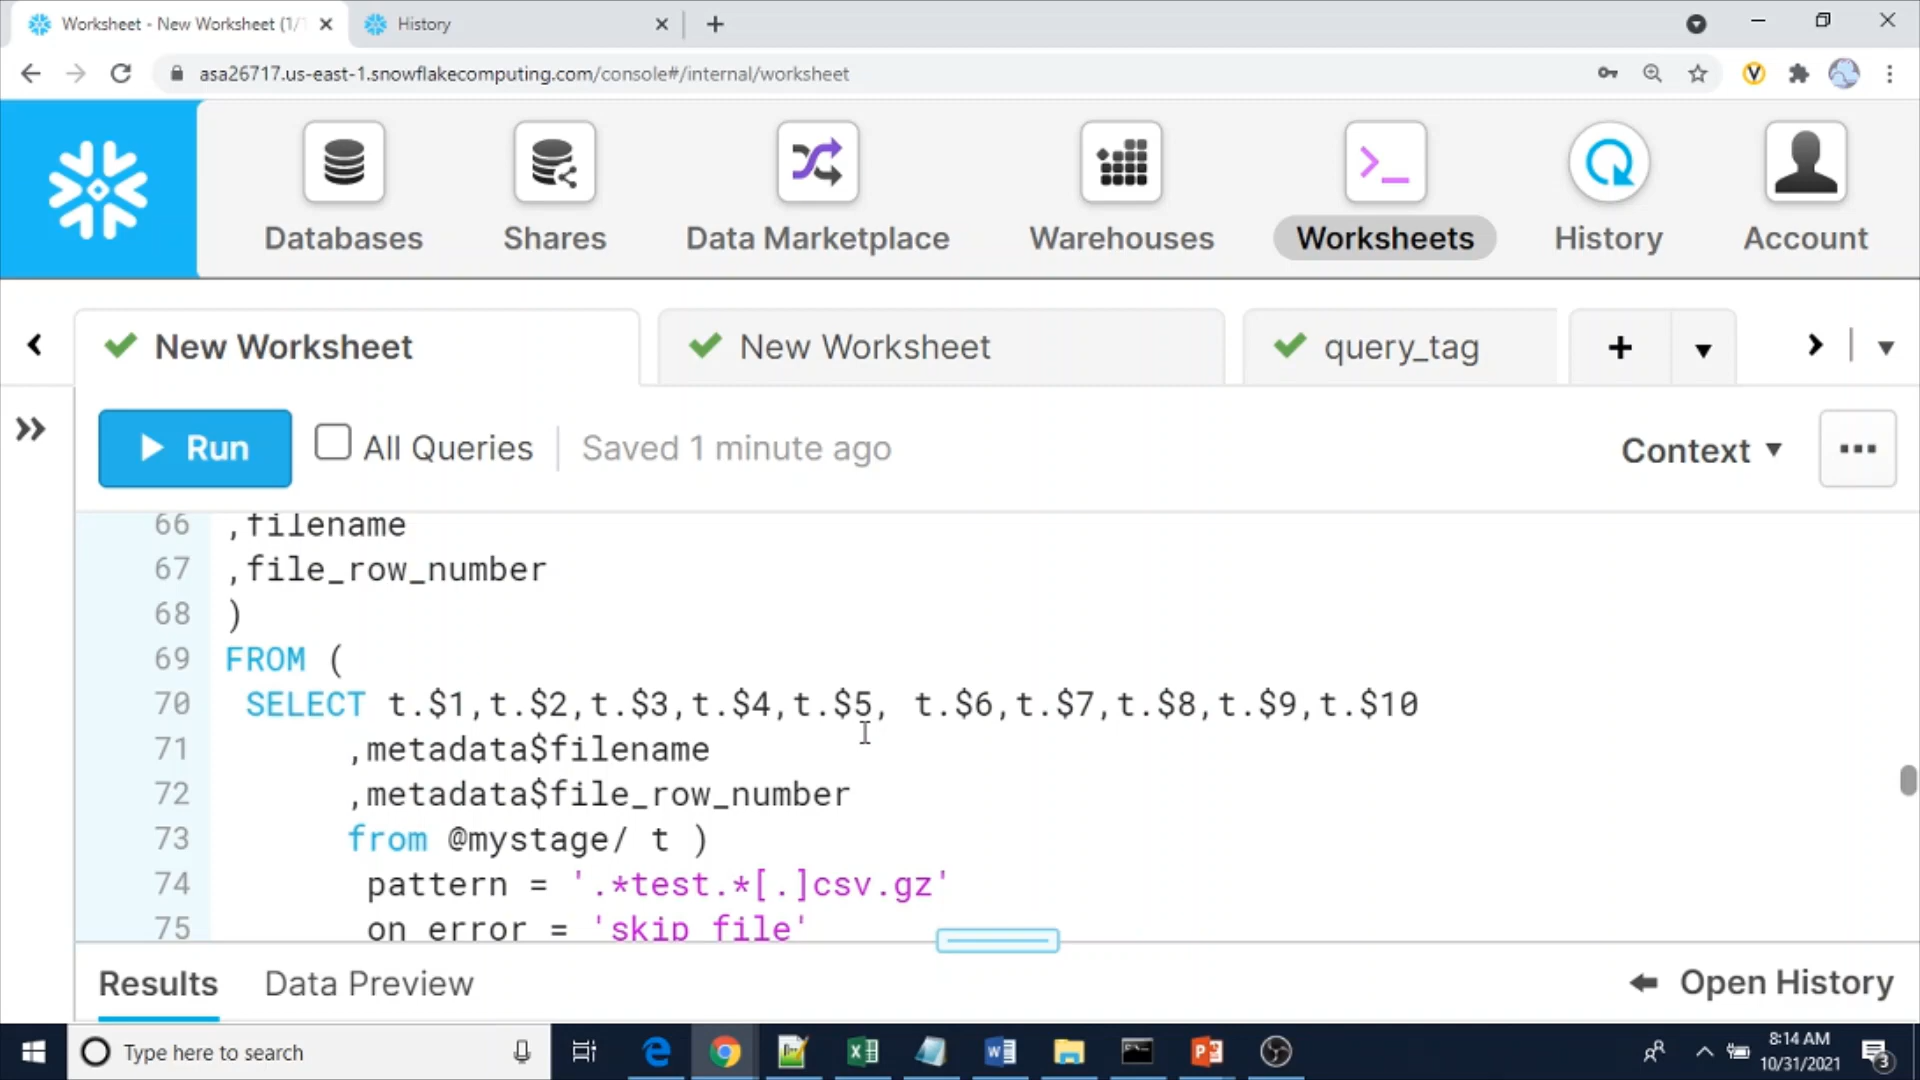 Worksheet - New Worksheet (1/1
History
asa26717.us-east-1.snowflakecomputing.com/console#/internal/worksheet
Databases
Shares
Data Marketplace
Warehouses
Worksheets
History
Account
New Worksheet
New Worksheet
query_tag
Run
All Queries
Saved 1 minute ago
Context
66 ,filename
67 ,file_row_number
68 )
69 FROM (
70 SELECT t.$1,t.$2,t.$3,t.$4,t.$5, t.$6,t.$7,t.$8,t.$9,t.$10
71 ,metadata$filename
72 ,metadata$file_row_number
73 from @mystage/ t )
74 pattern = '.*test.*[.]csv.gz'
75 on_error = 'skip_file'
Results
Data Preview
Open History
Type here to search
8:14 AM
10/31/2021
3